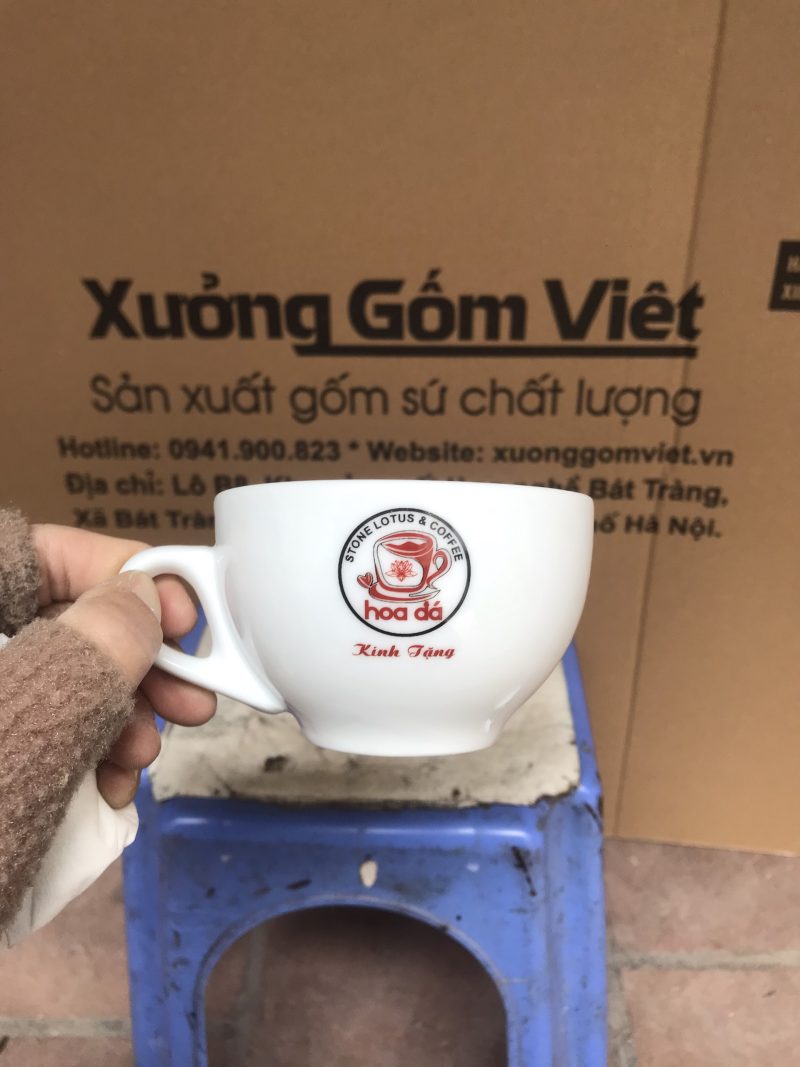 Xưởng Gốm Việt
Sản xuất gốm sứ chất lượng
Hotline: 0941.900.823 * Website: xuonggomviet.vn
Địa chỉ: Lô Bát Tràng,
Xã Bát Hà Nội.
STONE LOTUS & COFFEE
hoa đá
Kính Tặng